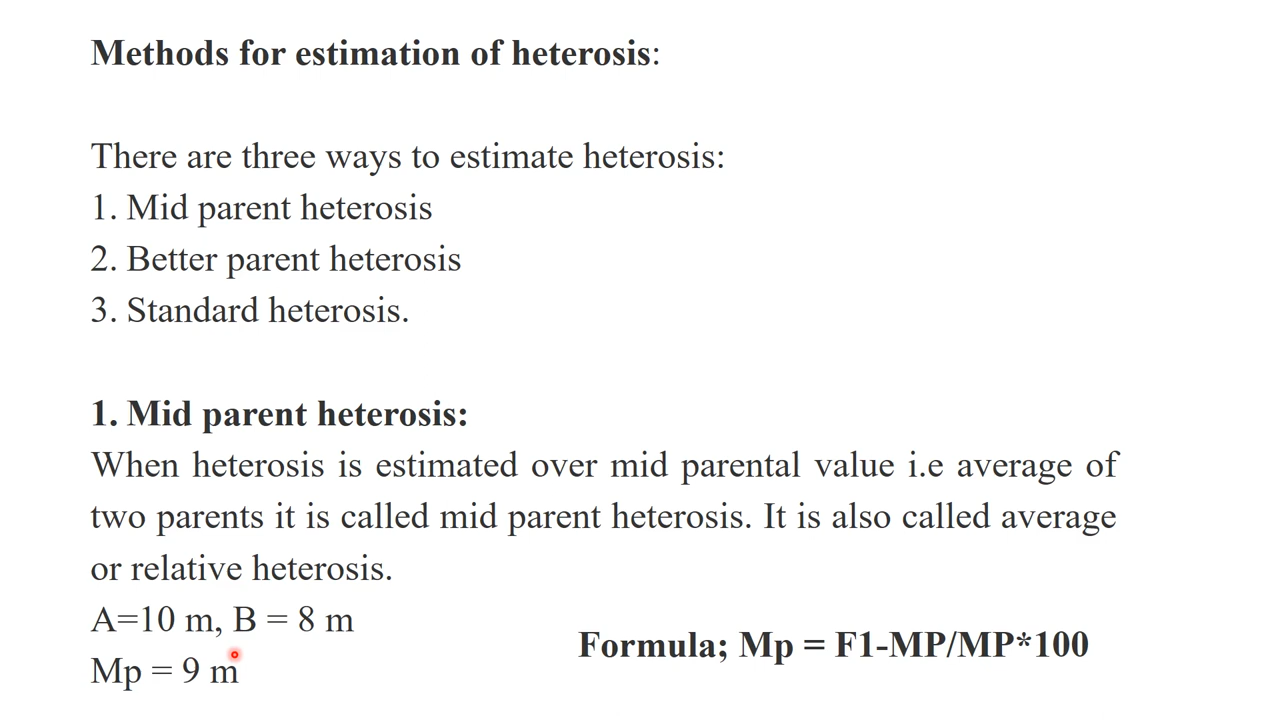 Methods for estimation of heterosis:
There are three ways to estimate heterosis:
1. Mid parent heterosis
2. Better parent heterosis
3. Standard heterosis.
1. Mid parent heterosis:
When heterosis is estimated over mid parental value i.e average of
two parents it is called mid parent heterosis. It is also called average
or relative heterosis.
A=10 m, B = 8 m
Mp = 9 m
Formula; Mp = F1-MP/MP*100